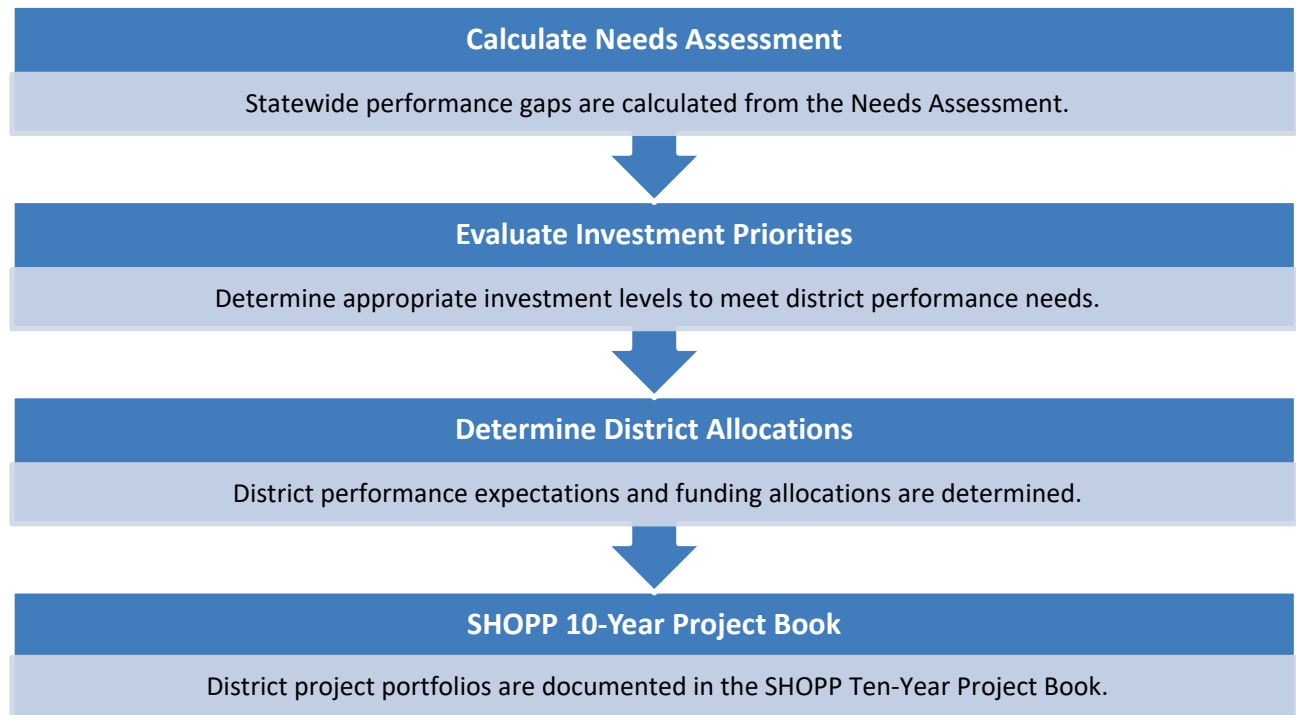 Calculate Needs Assessment
Statewide performance gaps are calculated from the Needs Assessment.
Evaluate Investment Priorities
Determine appropriate investment levels to meet district performance needs.
Determine District Allocations
District performance expectations and funding allocations are determined.
SHOPP 10-Year Project Book
District project portfolios are documented in the SHOPP Ten-Year Project Book.